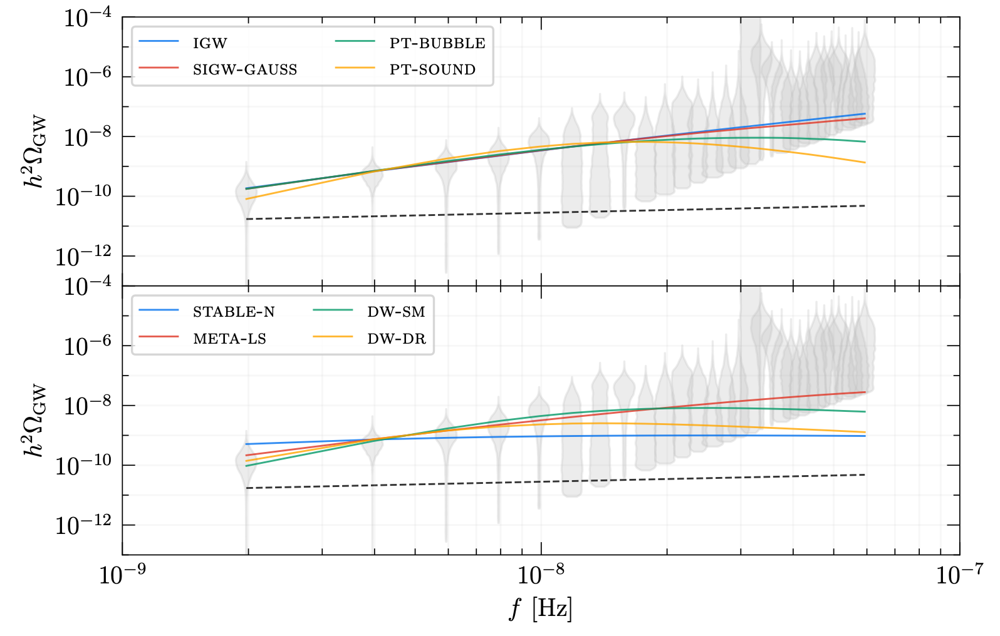 10⁻⁴
IGW PT-BUBBLE
SIGW-GAUSS PT-SOUND
10⁻⁶
10⁻⁸
10⁻¹⁰
10⁻¹²
h²Ω_GW
10⁻⁴
STABLE-N DW-SM
META-LS DW-DR
10⁻⁶
10⁻⁸
10⁻¹⁰
10⁻¹²
h²Ω_GW
10⁻⁹ 10⁻⁸ 10⁻⁷
f [Hz]